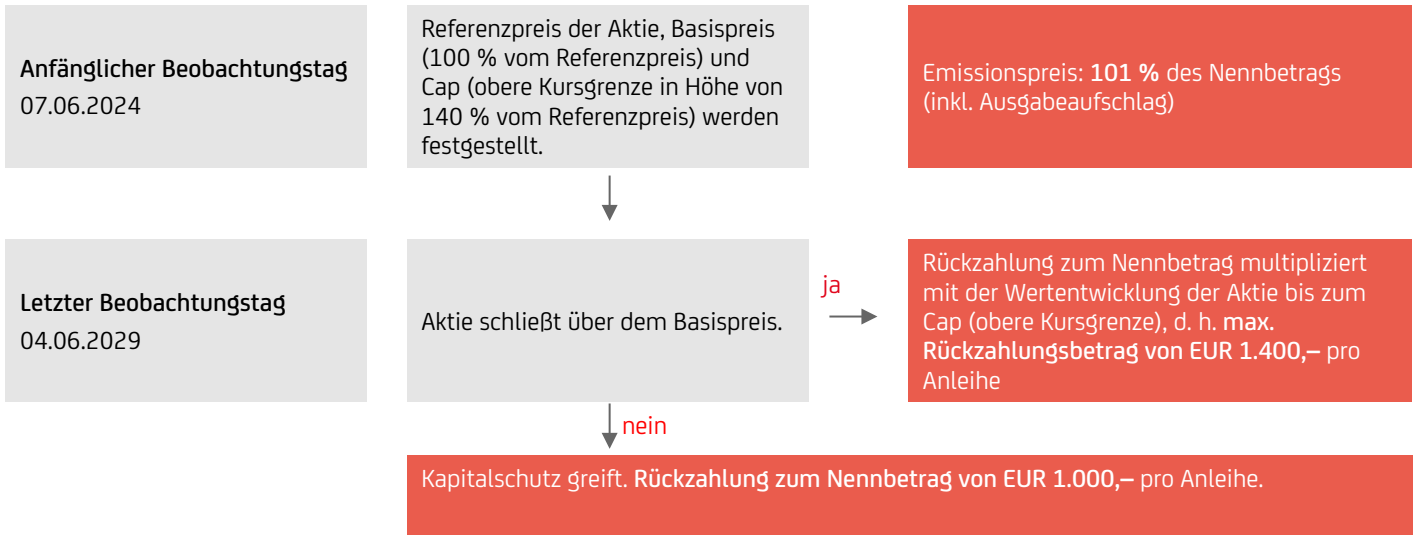 Anfänglicher Beobachtungstag
07.06.2024
Referenzpreis der Aktie, Basispreis
(100 % vom Referenzpreis) und
Cap (obere Kursgrenze in Höhe von
140 % vom Referenzpreis) werden
festgestellt.
Emissionspreis: 101 % des Nennbetrags
(inkl. Ausgabeaufschlag)
Letzter Beobachtungstag
04.06.2029
Aktie schließt über dem Basispreis.
ja
Rückzahlung zum Nennbetrag multipliziert
mit der Wertentwicklung der Aktie bis zum
Cap (obere Kursgrenze), d. h. max.
Rückzahlungsbetrag von EUR 1.400,– pro
Anleihe
nein
Kapitalschutz greift. Rückzahlung zum Nennbetrag von EUR 1.000,– pro Anleihe.